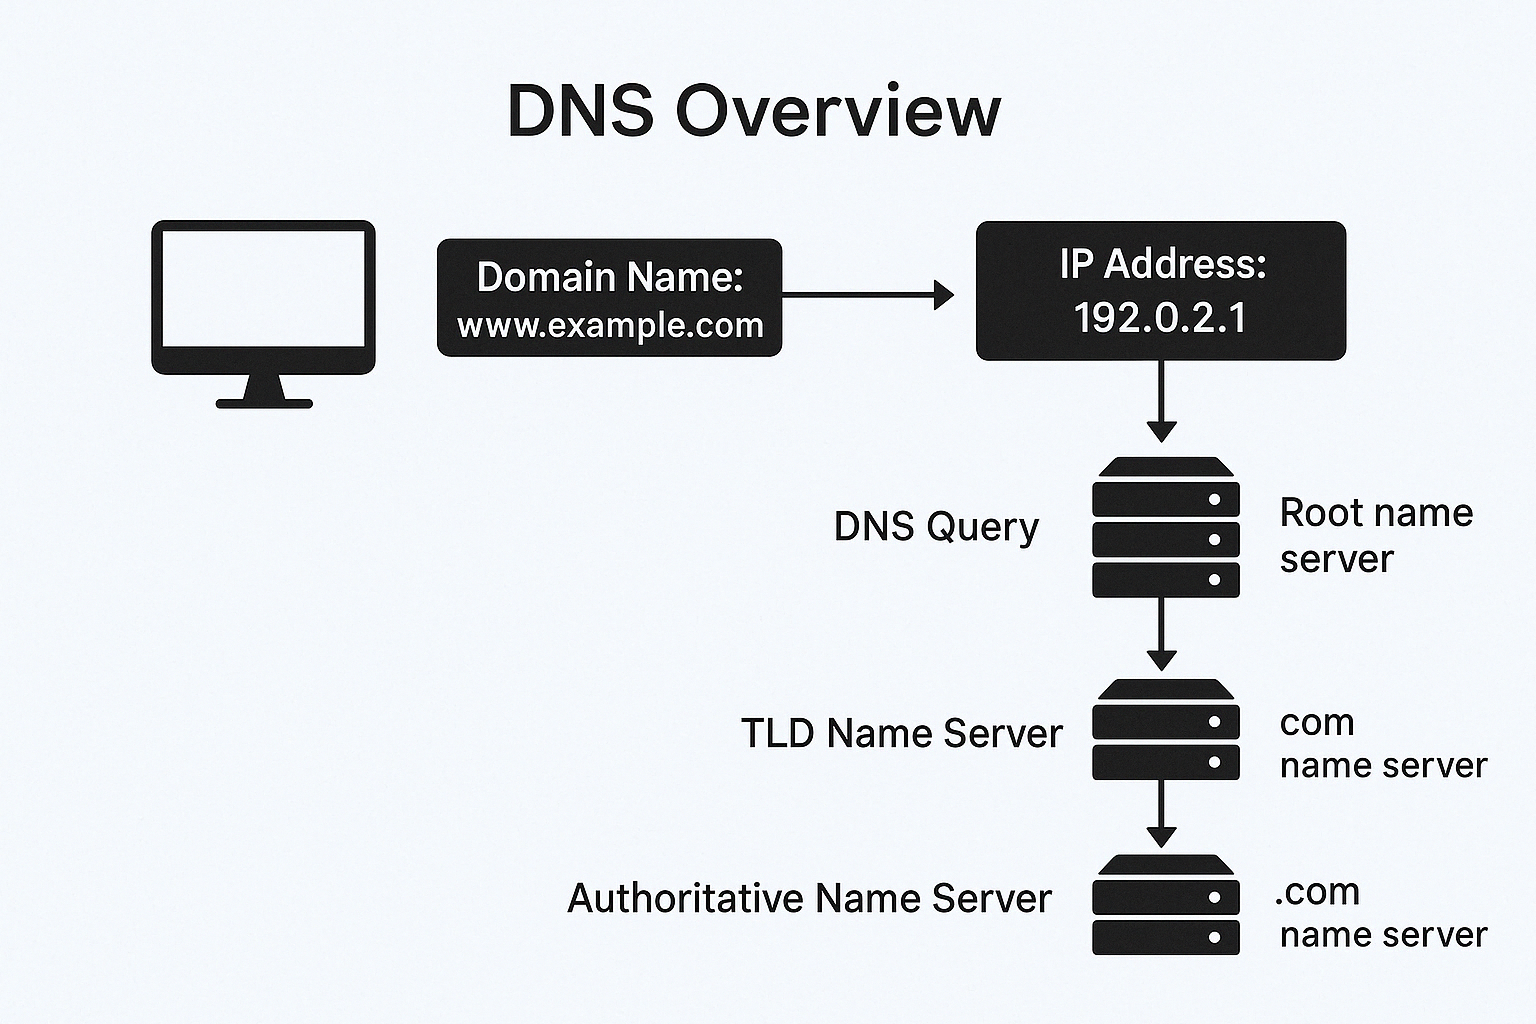 DNS Overview
Domain Name:
www.example.com
IP Address:
192.0.2.1
DNS Query
Root name
server
TLD Name Server
com
name server
Authoritative Name Server
.com
name server